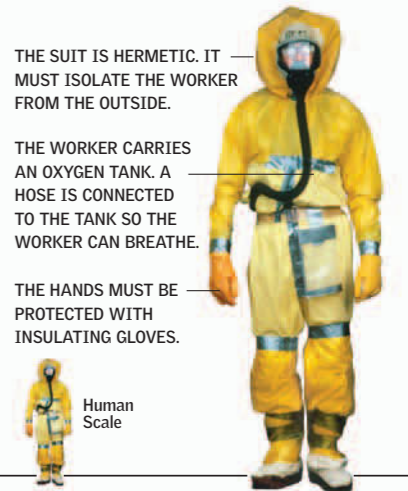 THE SUIT IS HERMETIC. IT
MUST ISOLATE THE WORKER
FROM THE OUTSIDE.
THE WORKER CARRIES
AN OXYGEN TANK. A
HOSE IS CONNECTED
TO THE TANK SO THE
WORKER CAN BREATHE.
THE HANDS MUST BE
PROTECTED WITH
INSULATING GLOVES.
Human
Scale